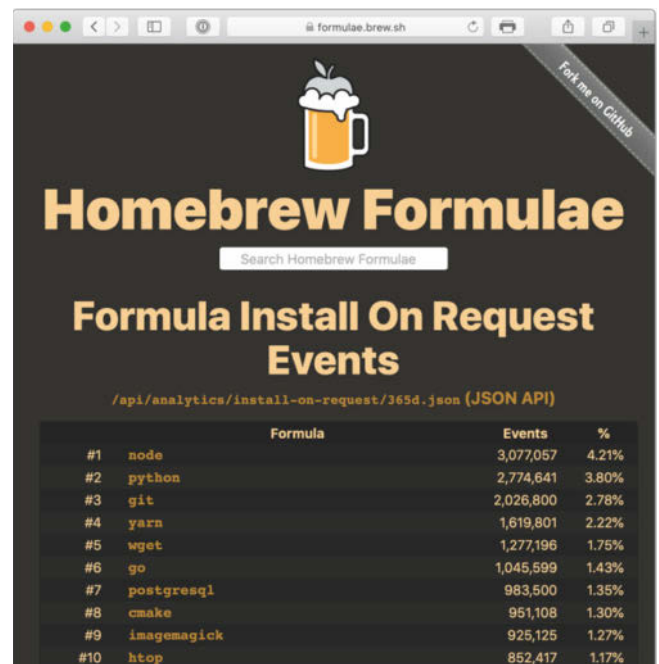 formulae.brew.sh
Fork me on GitHub
Homebrew Formulae
Search Homebrew Formulae
Formula Install On Request
Events
/api/analytics/install-on-request/365d.json (JSON API)
Formula Events %
#1 node 3,077,057 4.21%
#2 python 2,774,641 3.80%
#3 git 2,026,800 2.78%
#4 yarn 1,619,801 2.22%
#5 wget 1,277,196 1.75%
#6 go 1,045,599 1.43%
#7 postgresql 983,500 1.35%
#8 cmake 951,108 1.30%
#9 imagemagick 925,125 1.27%
#10 htop 852,417 1.17%